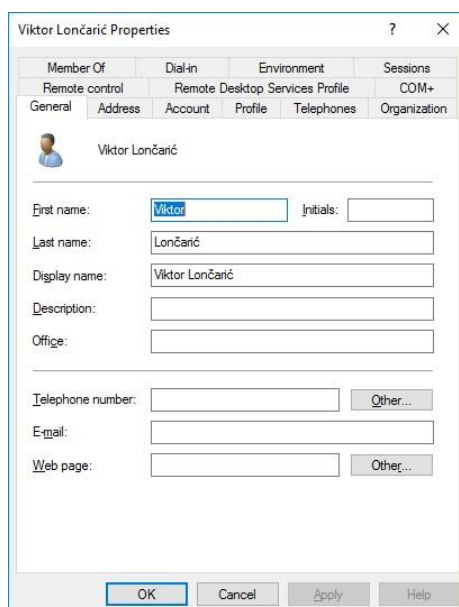 Viktor Lončarić Properties ? ×
Member Of Dial-in Environment Sessions
Remote control Remote Desktop Services Profile COM+
General Address Account Profile Telephones Organization
Viktor Lončarić
First name: Viktor Initials:
Last name: Lončarić
Display name: Viktor Lončarić
Description:
Office:
Telephone number: Other...
E-mail:
Web page: Other...
OK Cancel Apply Help